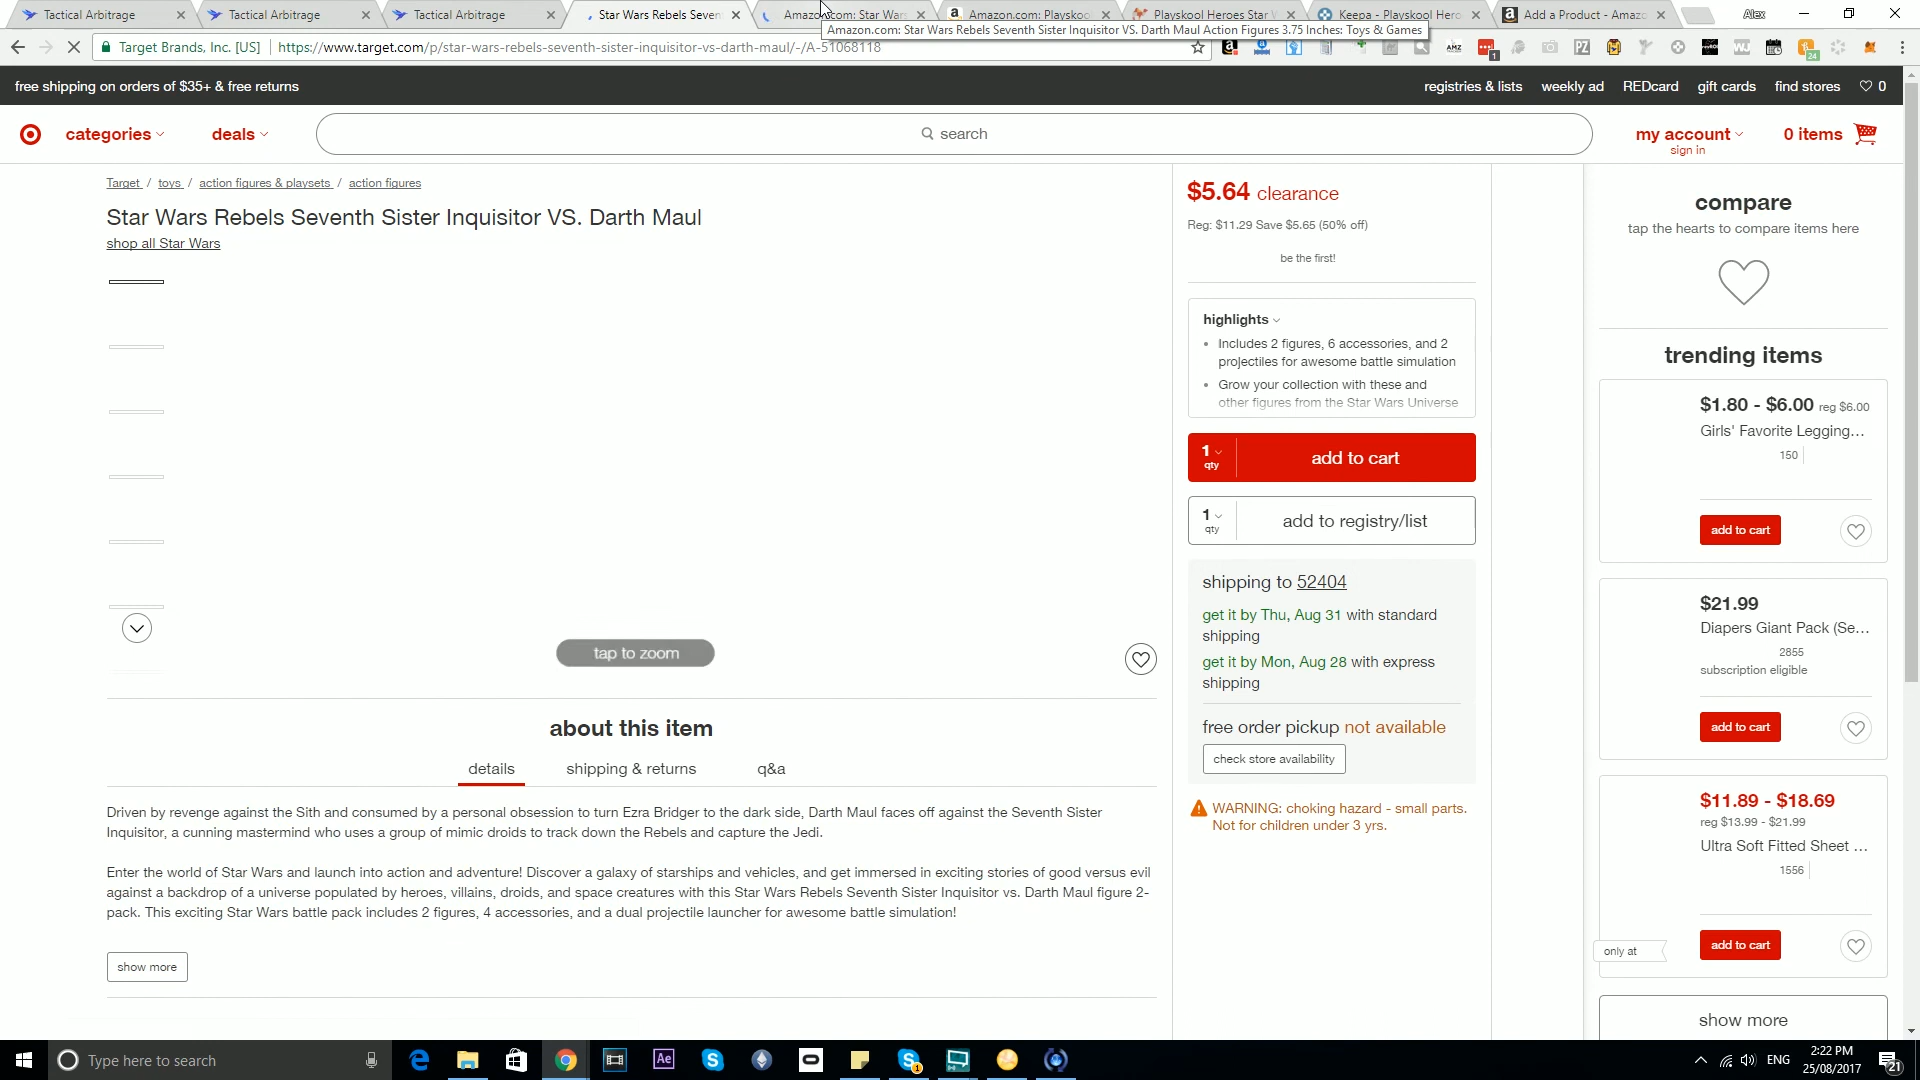 Tactical Arbitrage
Tactical Arbitrage
Tactical Arbitrage
Star Wars Rebels Seven
Amazon.com: Star Wars
Amazon.com: Playskoo
Playskool Heroes Star W
Keepa - Playskool Hero
Add a Product - Amazo
Alex
Amazon.com: Star Wars Rebels Seventh Sister Inquisitor VS. Darth Maul Action Figures 3.75 Inches: Toys & Games
Target Brands, Inc. [US]
https://www.target.com/p/star-wars-rebels-seventh-sister-inquisitor-vs-darth-maul/-/A-51068118
free shipping on orders of $35+ & free returns
registries & lists
weekly ad
REDcard
gift cards
find stores
0
categories
deals
search
my account
sign in
0 items
Target / toys / action figures & playsets / action figures
Star Wars Rebels Seventh Sister Inquisitor VS. Darth Maul
shop all Star Wars
tap to zoom
about this item
details
shipping & returns
q&a
Driven by revenge against the Sith and consumed by a personal obsession to turn Ezra Bridger to the dark side, Darth Maul faces off against the Seventh Sister
Inquisitor, a cunning mastermind who uses a group of mimic droids to track down the Rebels and capture the Jedi.
Enter the world of Star Wars and launch into action and adventure! Discover a galaxy of starships and vehicles, and get immersed in exciting stories of good versus evil
against a backdrop of a universe populated by heroes, villains, droids, and space creatures with this Star Wars Rebels Seventh Sister Inquisitor vs. Darth Maul figure 2-
pack. This exciting Star Wars battle pack includes 2 figures, 4 accessories, and a dual projectile launcher for awesome battle simulation!
show more
$5.64 clearance
Reg: $11.29 Save $5.65 (50% off)
be the first!
highlights
Includes 2 figures, 6 accessories, and 2
projectiles for awesome battle simulation
Grow your collection with these and
other figures from the Star Wars Universe
1
qty
add to cart
1
qty
add to registry/list
shipping to 52404
get it by Thu, Aug 31 with standard
shipping
get it by Mon, Aug 28 with express
shipping
free order pickup not available
check store availability
WARNING: choking hazard - small parts.
Not for children under 3 yrs.
compare
tap the hearts to compare items here
trending items
$1.80 - $6.00 reg $6.00
Girls' Favorite Legging...
150
add to cart
$21.99
Diapers Giant Pack (Se...
2855
subscription eligible
add to cart
$11.89 - $18.69
reg $13.99 - $21.99
Ultra Soft Fitted Sheet ...
1556
only at
add to cart
show more
Type here to search
Ae
ENG
2:22 PM
25/08/2017
21